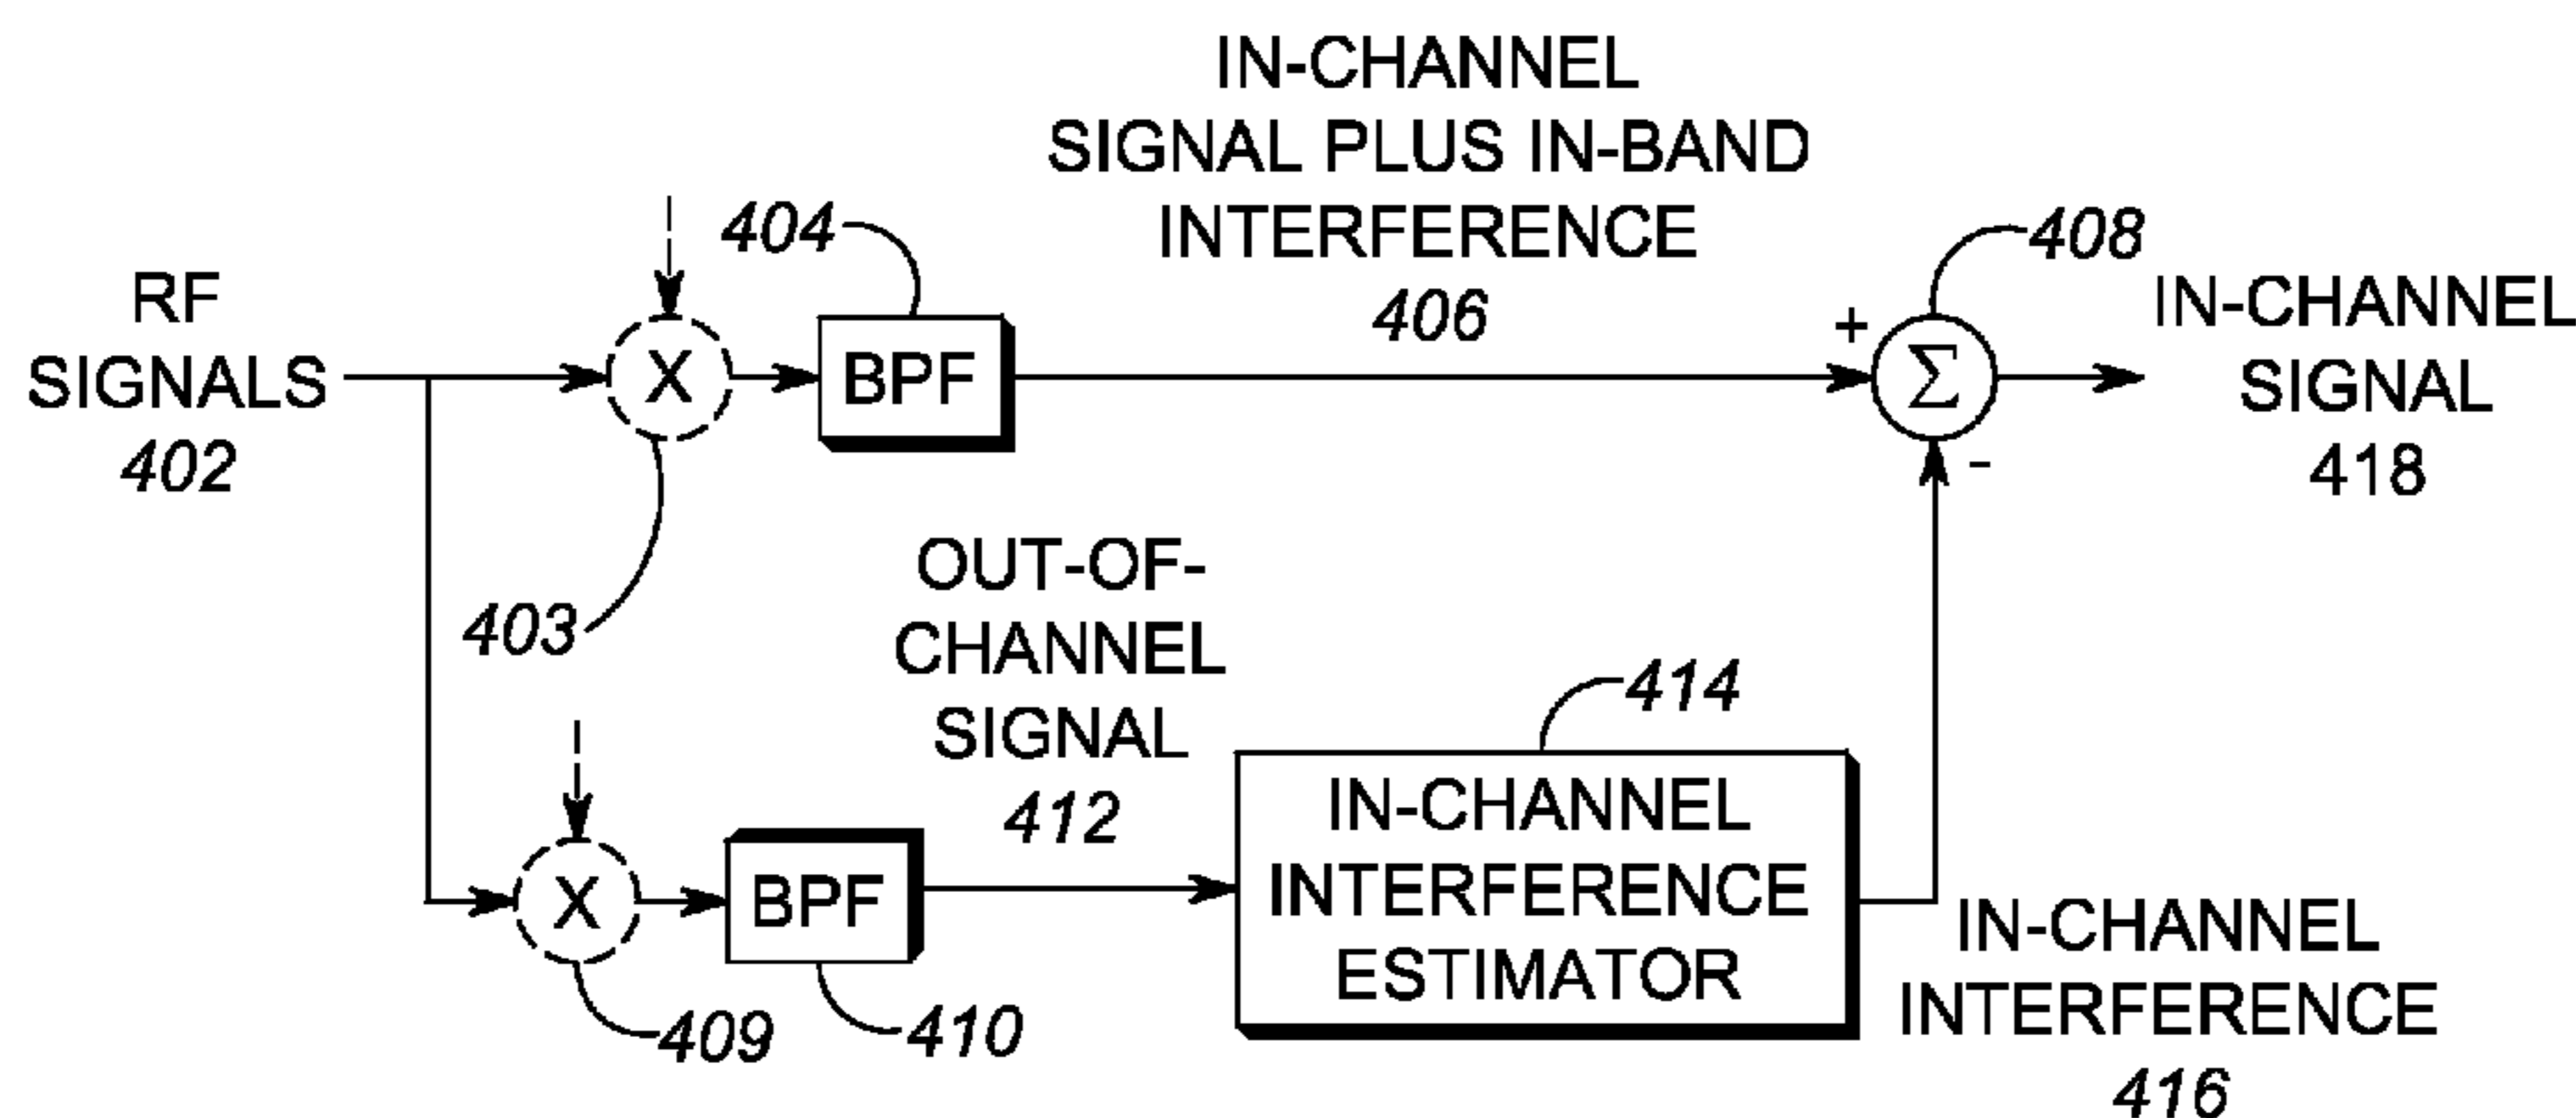 IN-CHANNEL
SIGNAL PLUS IN-BAND
INTERFERENCE
406
404
408
RF
SIGNALS
402
X
BPF
+
Σ
-
IN-CHANNEL
SIGNAL
418
403
OUT-OF-
CHANNEL
SIGNAL
412
414
X
BPF
409
410
IN-CHANNEL
INTERFERENCE
ESTIMATOR
IN-CHANNEL
INTERFERENCE
416